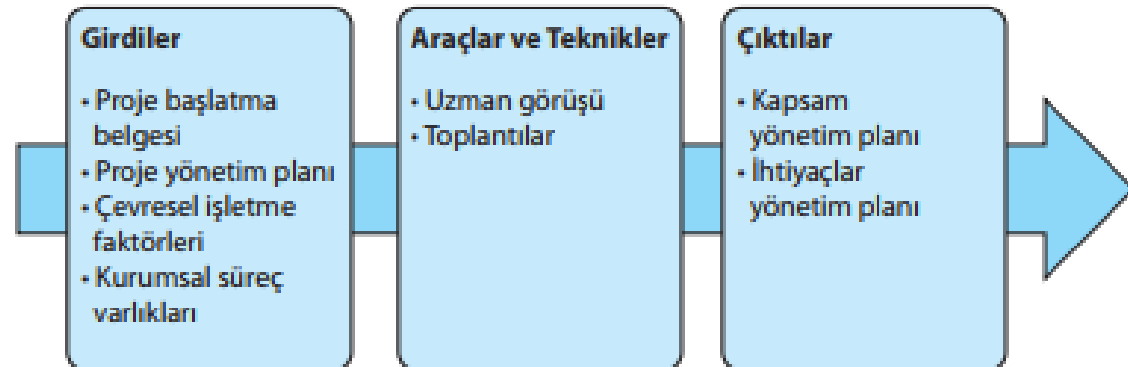 Girdiler
• Proje başlatma
belgesi
• Proje yönetim planı
• Çevresel işletme
faktörleri
• Kurumsal süreç
varlıkları
Araçlar ve Teknikler
• Uzman görüşü
• Toplantılar
Çıktılar
• Kapsam
yönetim planı
• İhtiyaçlar
yönetim planı